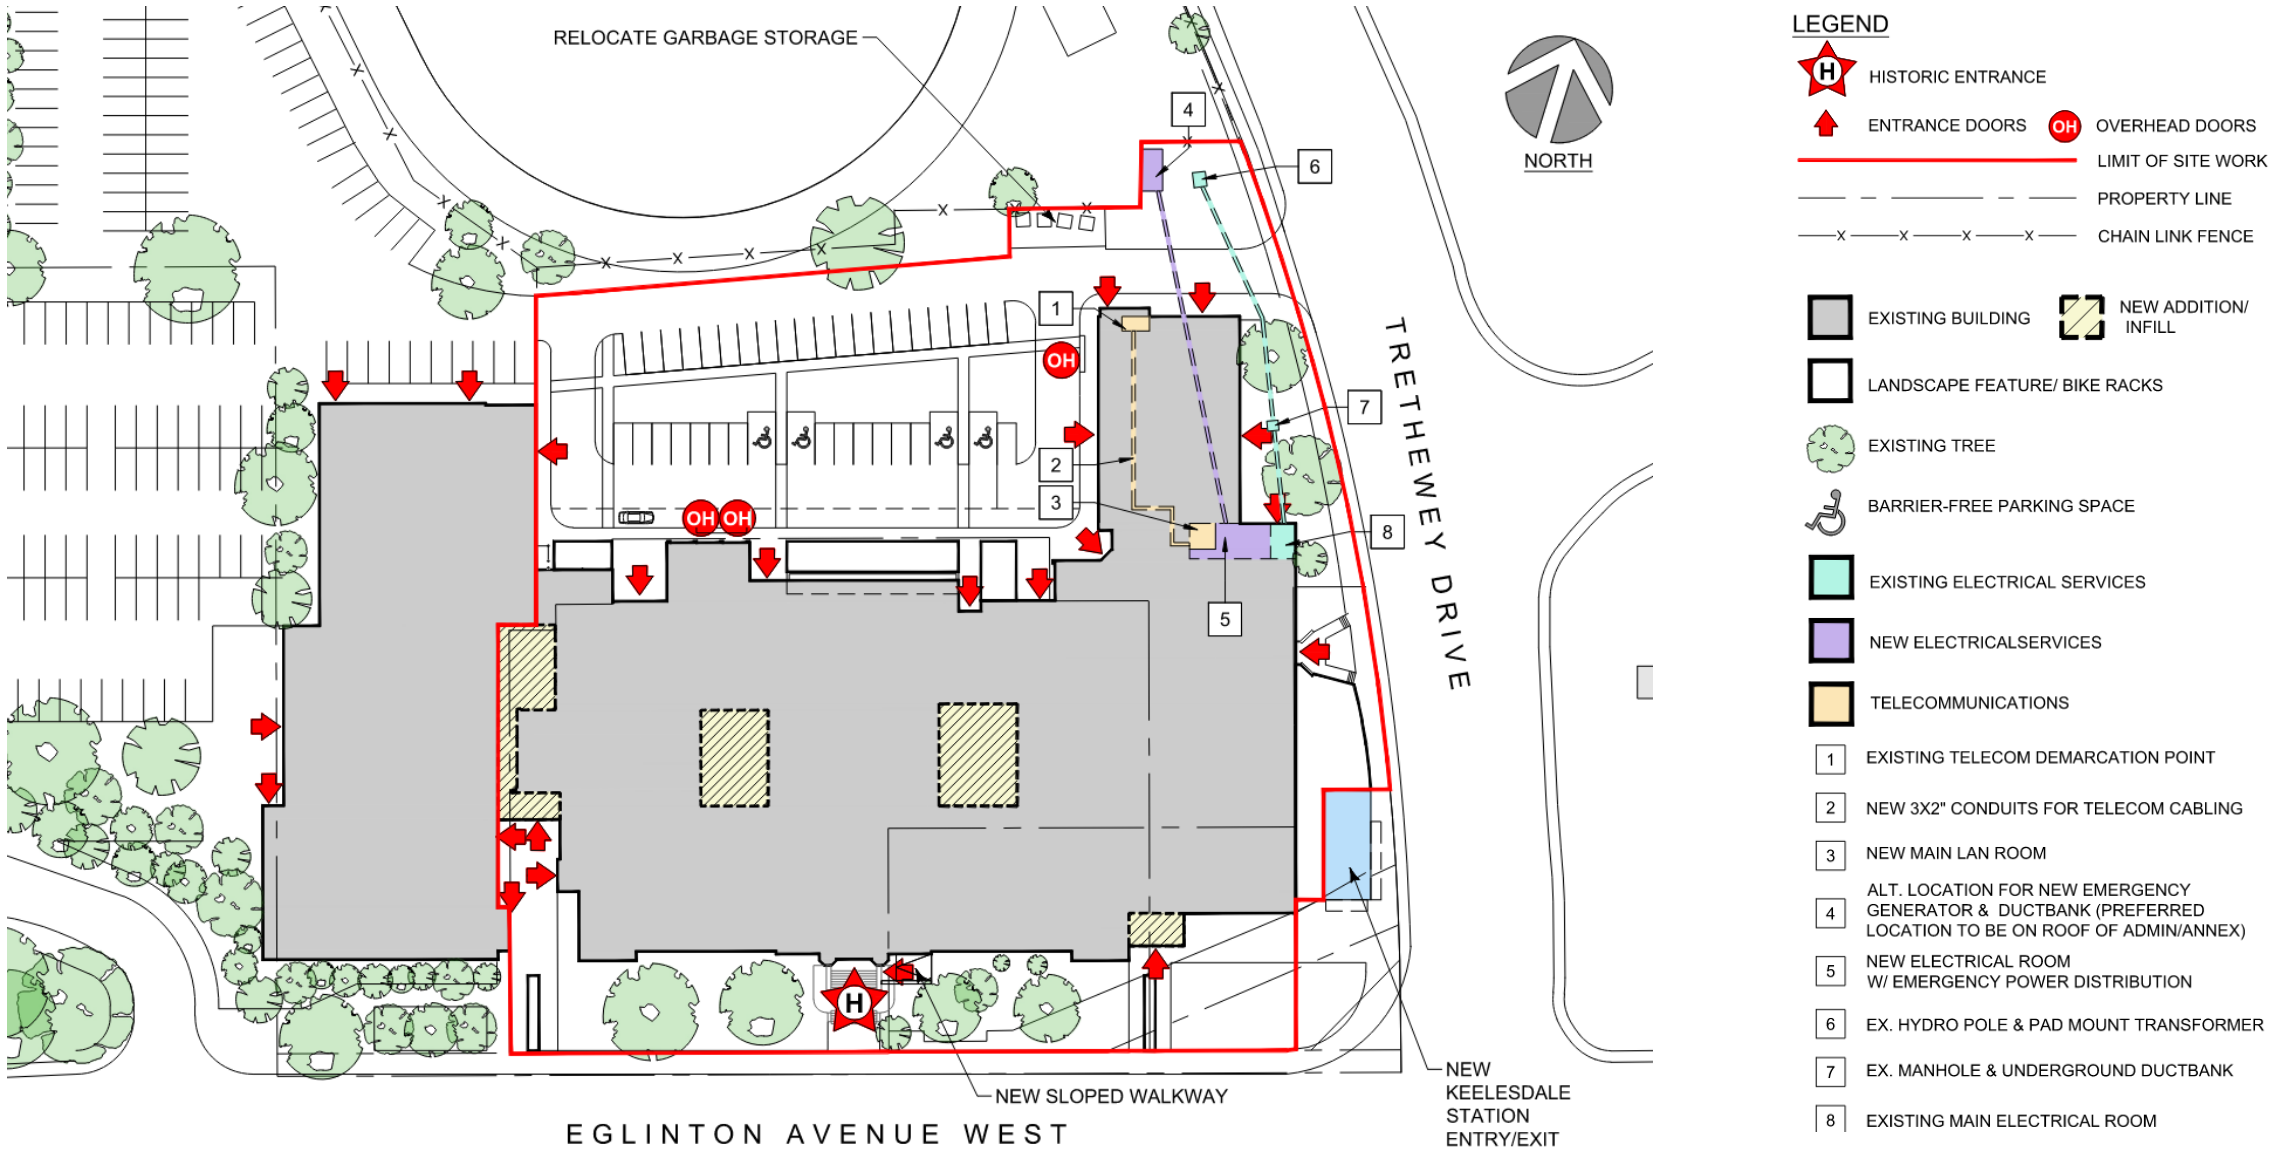 RELOCATE GARBAGE STORAGE
4
6
NORTH
1
OH
7
2
3
OH OH
8
5
TRETHEWEY DRIVE
H
NEW SLOPED WALKWAY
NEW
KEELESDALE
STATION
ENTRY/EXIT
EGLINTON AVENUE WEST
LEGEND
H HISTORIC ENTRANCE
ENTRANCE DOORS OH OVERHEAD DOORS
LIMIT OF SITE WORK
PROPERTY LINE
CHAIN LINK FENCE
EXISTING BUILDING
NEW ADDITION/
INFILL
LANDSCAPE FEATURE/ BIKE RACKS
EXISTING TREE
BARRIER-FREE PARKING SPACE
EXISTING ELECTRICAL SERVICES
NEW ELECTRICALSERVICES
TELECOMMUNICATIONS
1 EXISTING TELECOM DEMARCATION POINT
2 NEW 3X2" CONDUITS FOR TELECOM CABLING
3 NEW MAIN LAN ROOM
4 ALT. LOCATION FOR NEW EMERGENCY
GENERATOR & DUCTBANK (PREFERRED
LOCATION TO BE ON ROOF OF ADMIN/ANNEX)
5 NEW ELECTRICAL ROOM
W/ EMERGENCY POWER DISTRIBUTION
6 EX. HYDRO POLE & PAD MOUNT TRANSFORMER
7 EX. MANHOLE & UNDERGROUND DUCTBANK
8 EXISTING MAIN ELECTRICAL ROOM